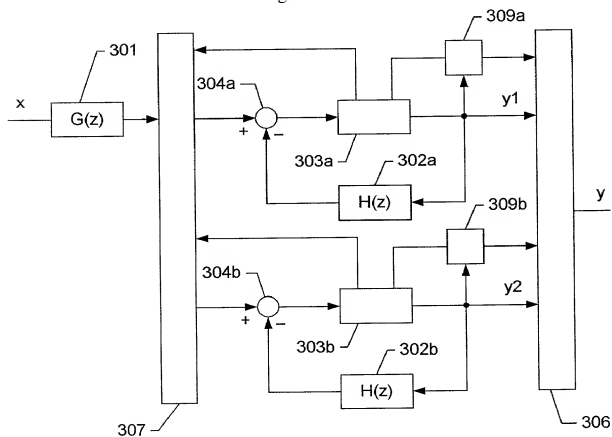 309a
301
304a
x
G(z)
+
−
y1
303a
302a
H(z)
309b
y
304b
+
−
y2
303b
302b
H(z)
307
306